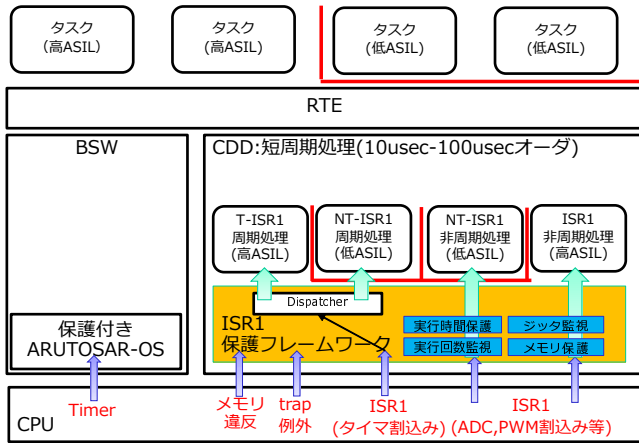 タスク
(高ASIL)
タスク
(高ASIL)
タスク
(低ASIL)
タスク
(低ASIL)
RTE
BSW
CDD:短周期処理(10usec-100usecオーダ)
T-ISR1
周期処理
(高ASIL)
NT-ISR1
周期処理
(低ASIL)
NT-ISR1
非周期処理
(低ASIL)
ISR1
非周期処理
(高ASIL)
Dispatcher
ISR1
保護フレームワーク
実行時間保護
ジッタ監視
実行回数監視
メモリ保護
保護付き
ARUTOSAR-OS
CPU
Timer
メモリ
違反
trap
例外
ISR1
(タイマ割込み)
ISR1
(ADC,PWM割込み等)